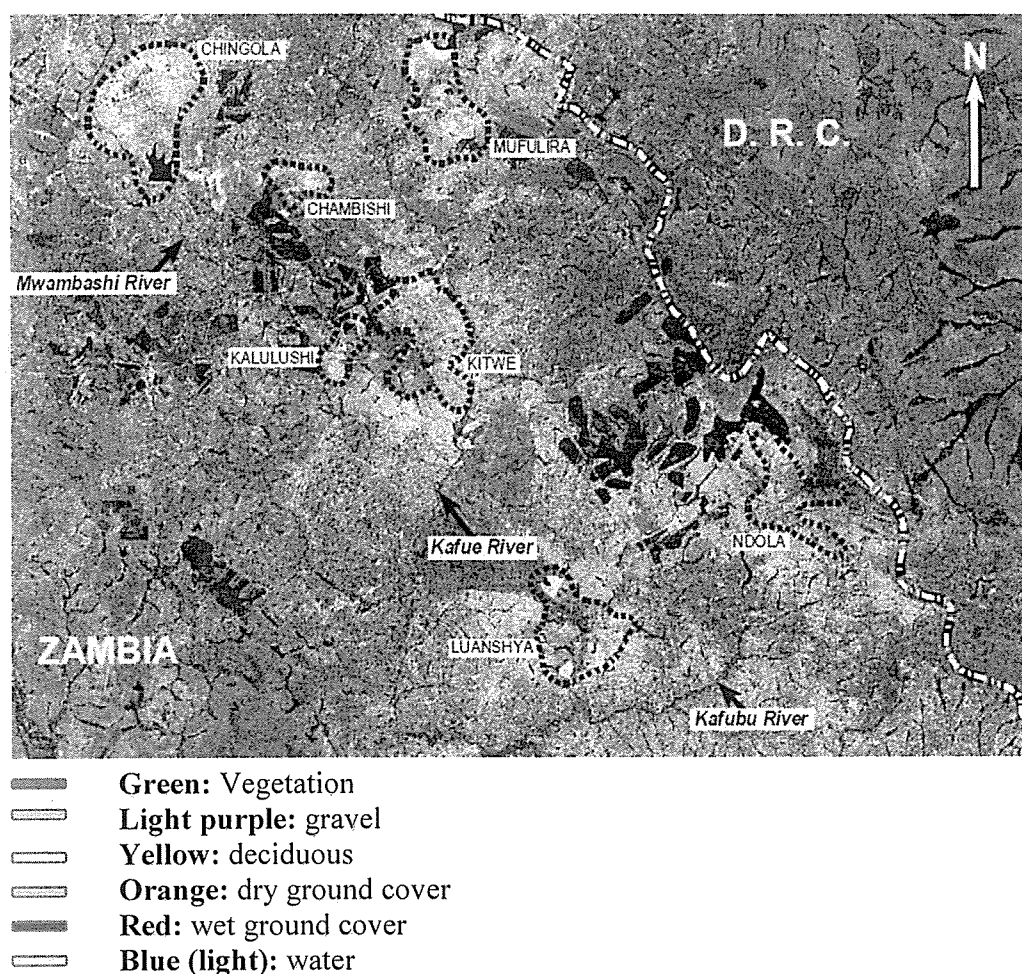 CHINGOLA
N
D. R. C.
MUFULIRA
CHAMBISHI
Mwambashi River
KALULUSHI
KITWE
Kafue River
NDOLA
ZAMBIA
LUANSHYA
Kafubu River
Green: Vegetation
Light purple: gravel
Yellow: deciduous
Orange: dry ground cover
Red: wet ground cover
Blue (light): water